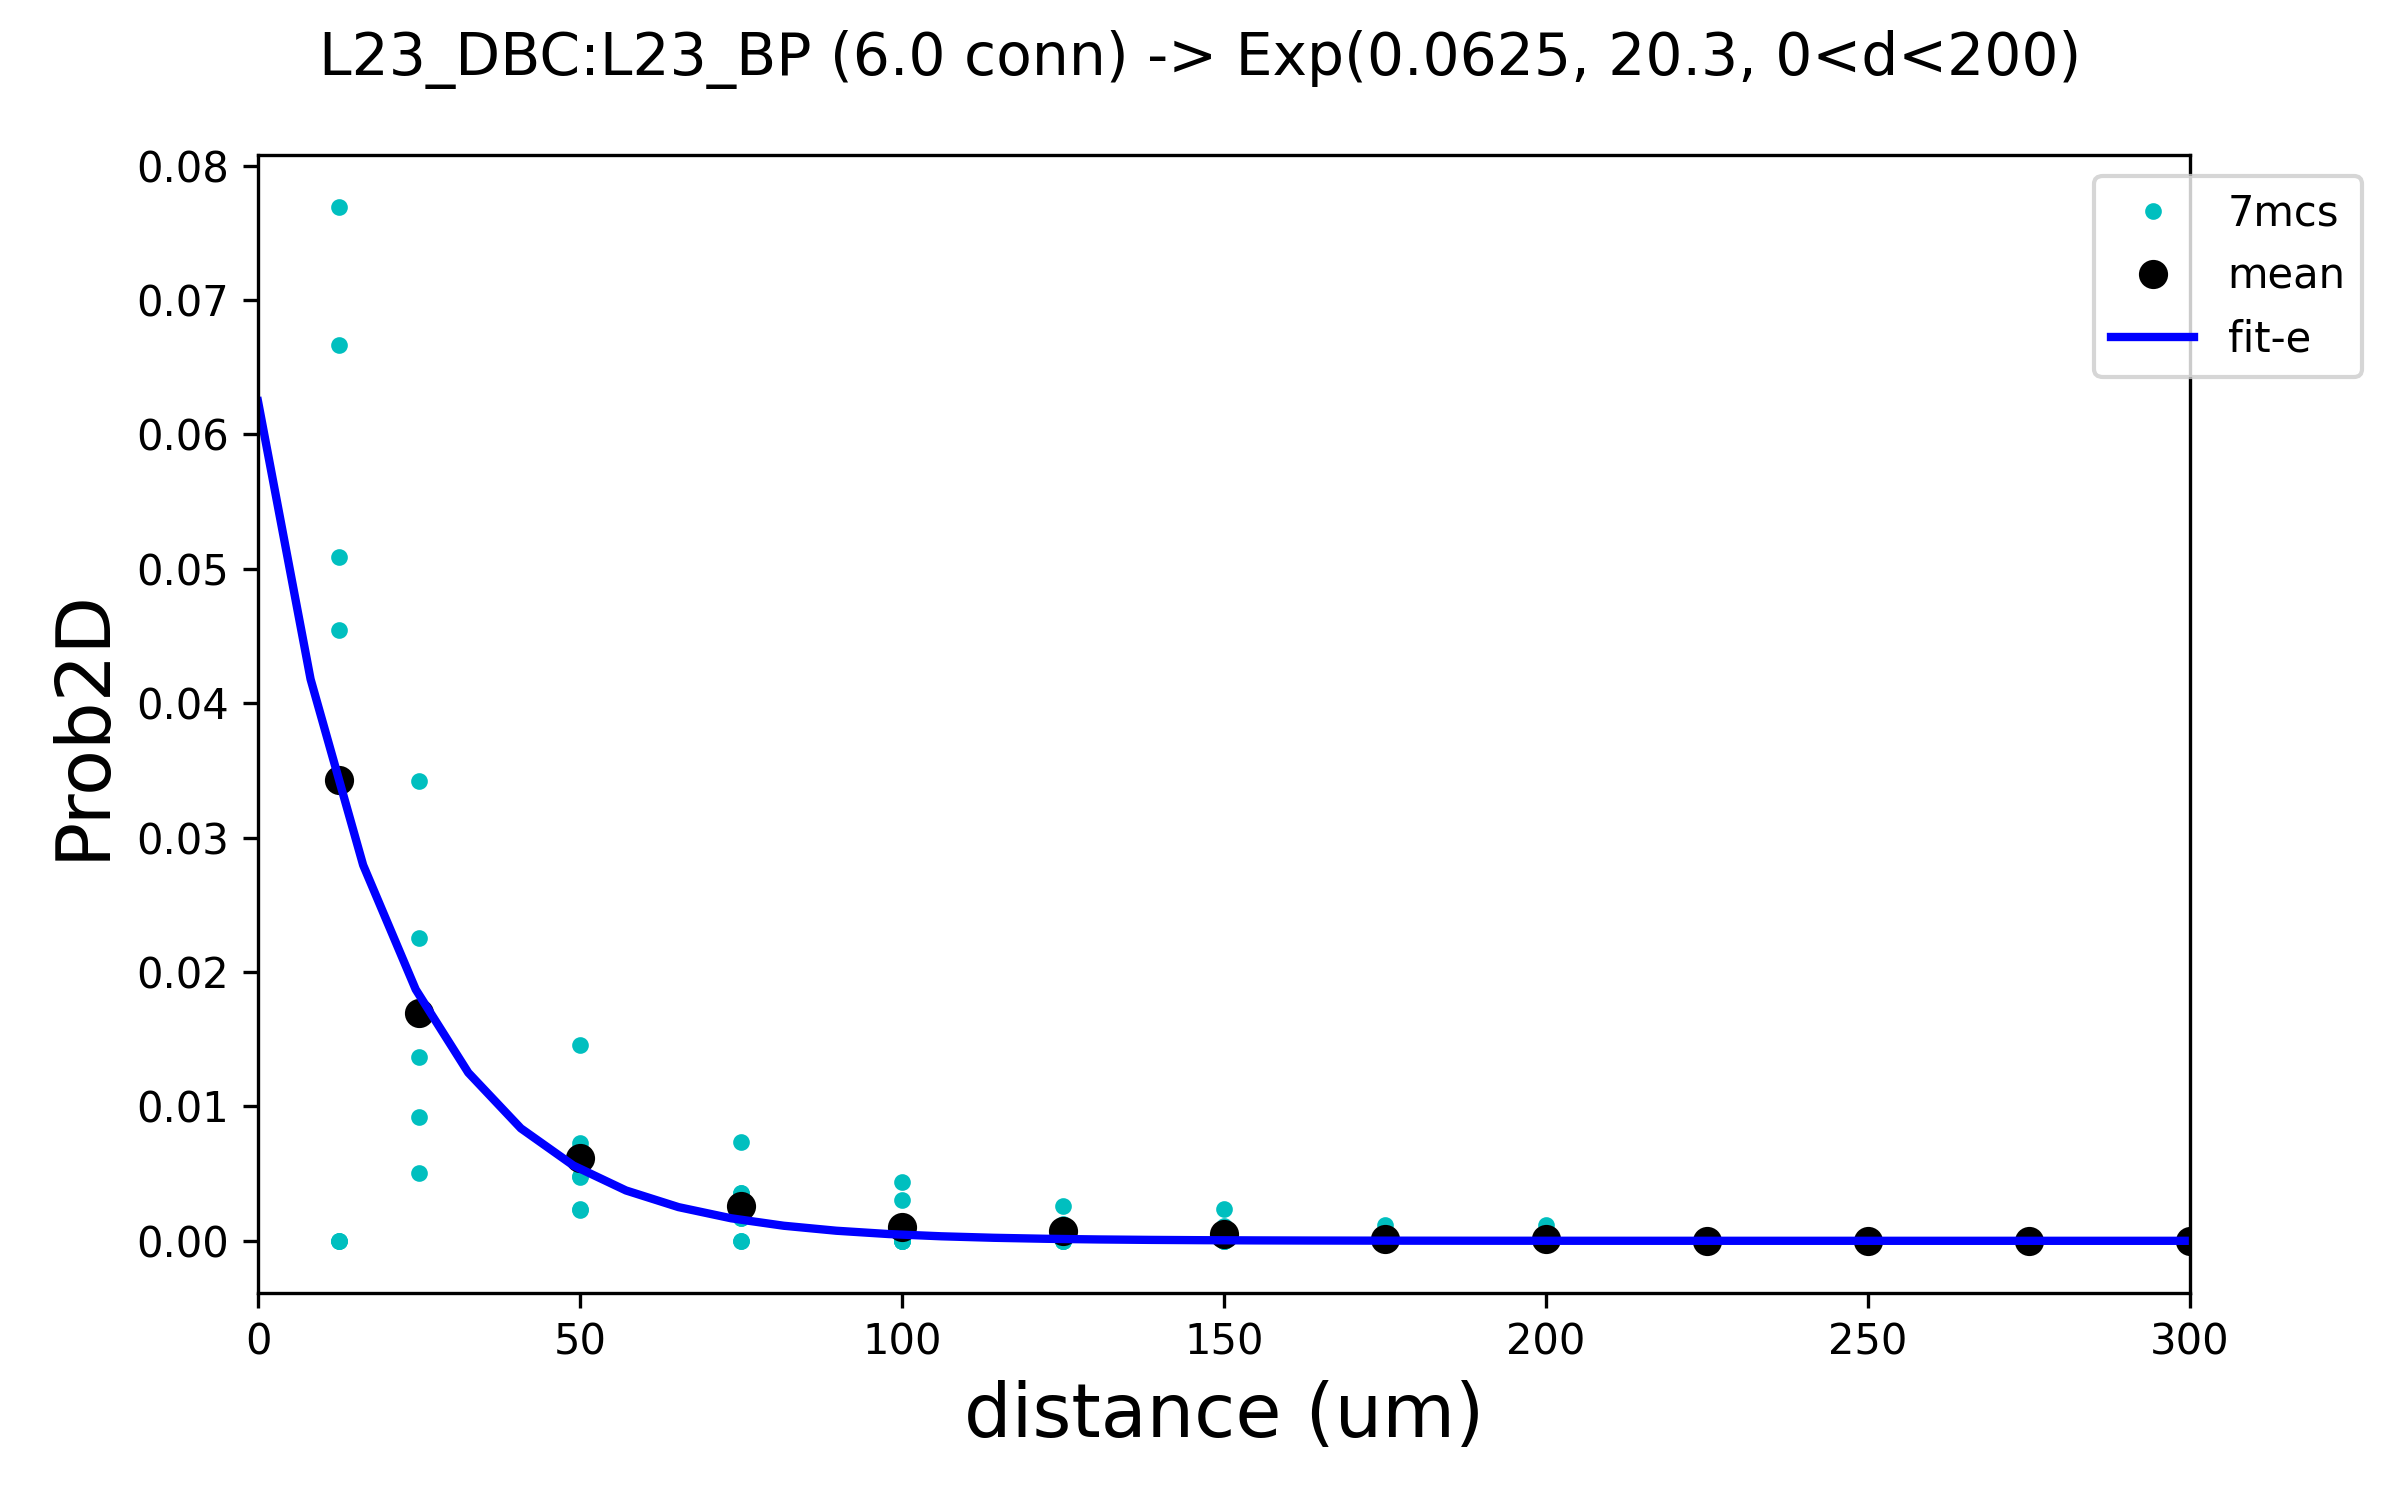 L23_DBC:L23_BP (6.0 conn) -> Exp(0.0625, 20.3, 0<d<200)
7mcs
mean
fit-e
Prob2D
0.08
0.07
0.06
0.05
0.04
0.03
0.02
0.01
0.00
0 50 100 150 200 250 300
distance (um)